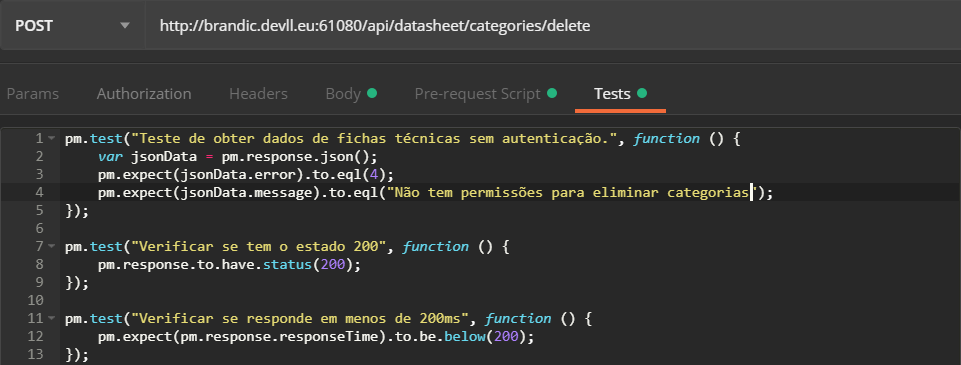 POST http://brandic.devll.eu:61080/api/datasheet/categories/delete
Params Authorization Headers Body Pre-request Script Tests
1 pm.test("Teste de obter dados de fichas técnicas sem autenticação.", function () {
2 var jsonData = pm.response.json();
3 pm.expect(jsonData.error).to.eql(4);
4 pm.expect(jsonData.message).to.eql("Não tem permissões para eliminar categorias");
5 });
6
7 pm.test("Verificar se tem o estado 200", function () {
8 pm.response.to.have.status(200);
9 });
10
11 pm.test("Verificar se responde em menos de 200ms", function () {
12 pm.expect(pm.response.responseTime).to.be.below(200);
13 });